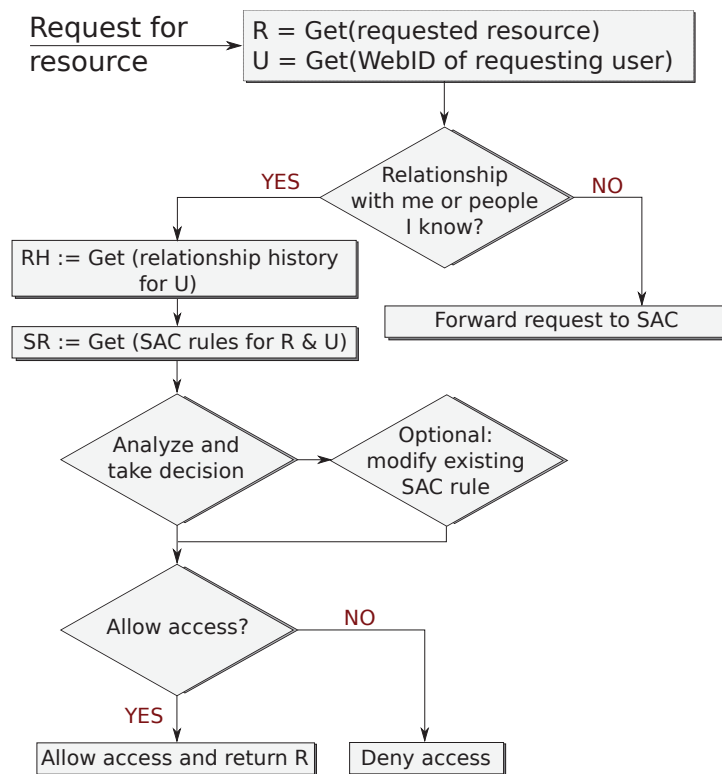 Request for
resource
R = Get(requested resource)
U = Get(WebID of requesting user)
Relationship
with me or people
I know?
YES
NO
RH := Get (relationship history
for U)
Forward request to SAC
SR := Get (SAC rules for R & U)
Analyze and
take decision
Optional:
modify existing
SAC rule
Allow access?
NO
YES
Allow access and return R
Deny access